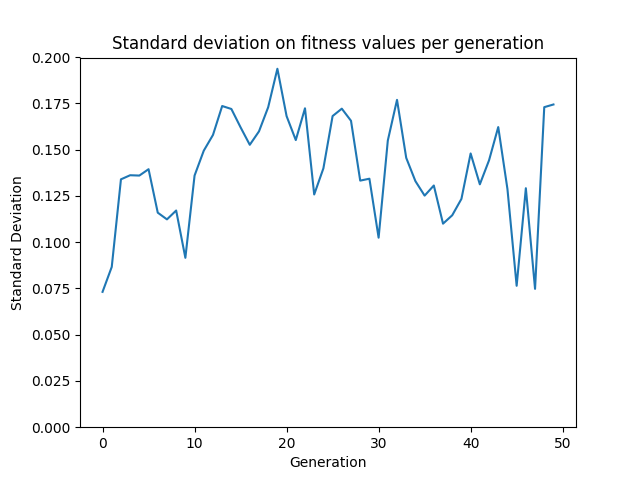 Standard deviation on fitness values per generation
0.200
0.175
0.150
0.125
0.100
0.075
0.050
0.025
0.000
Standard Deviation
0 10 20 30 40 50
Generation